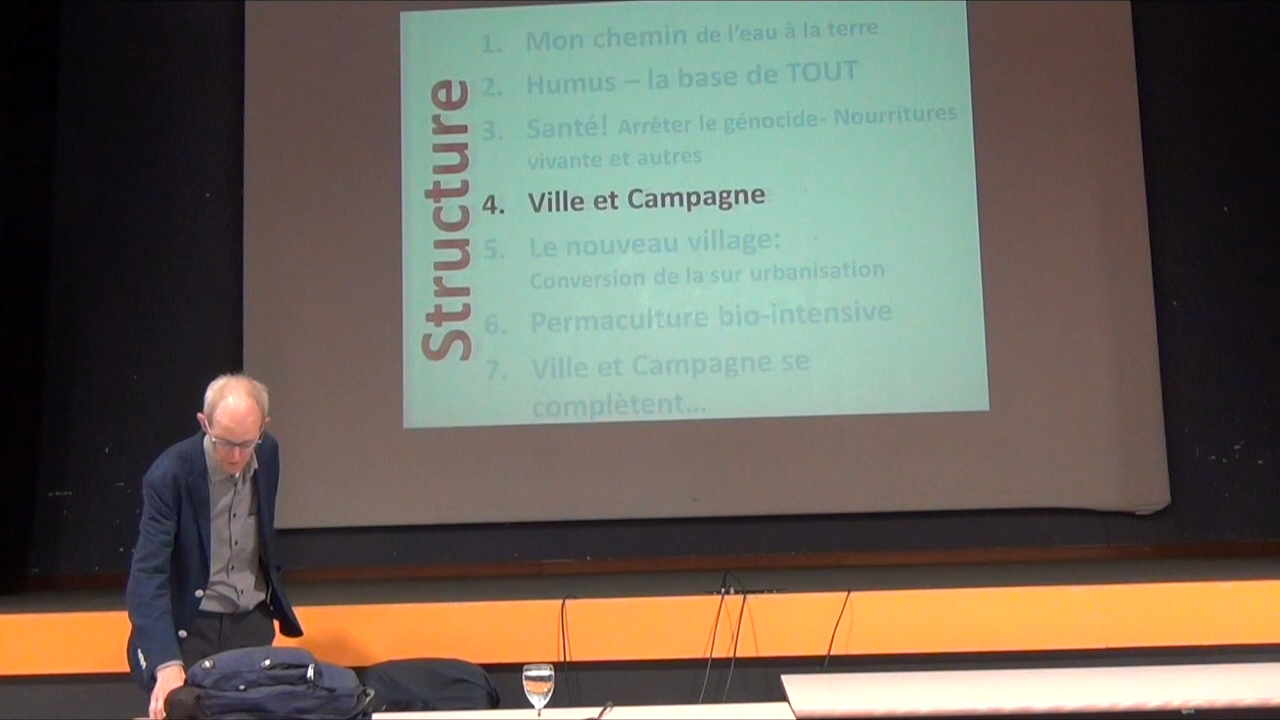 Structure
1. Mon chemin de l'eau à la terre
2. Humus – la base de TOUT
3. Santé! Arrêter le génocide- Nourritures
vivante et autres
4. Ville et Campagne
5. Le nouveau village:
Conversion de la sur urbanisation
6. Permaculture bio-intensive
7. Ville et Campagne se
complètent...